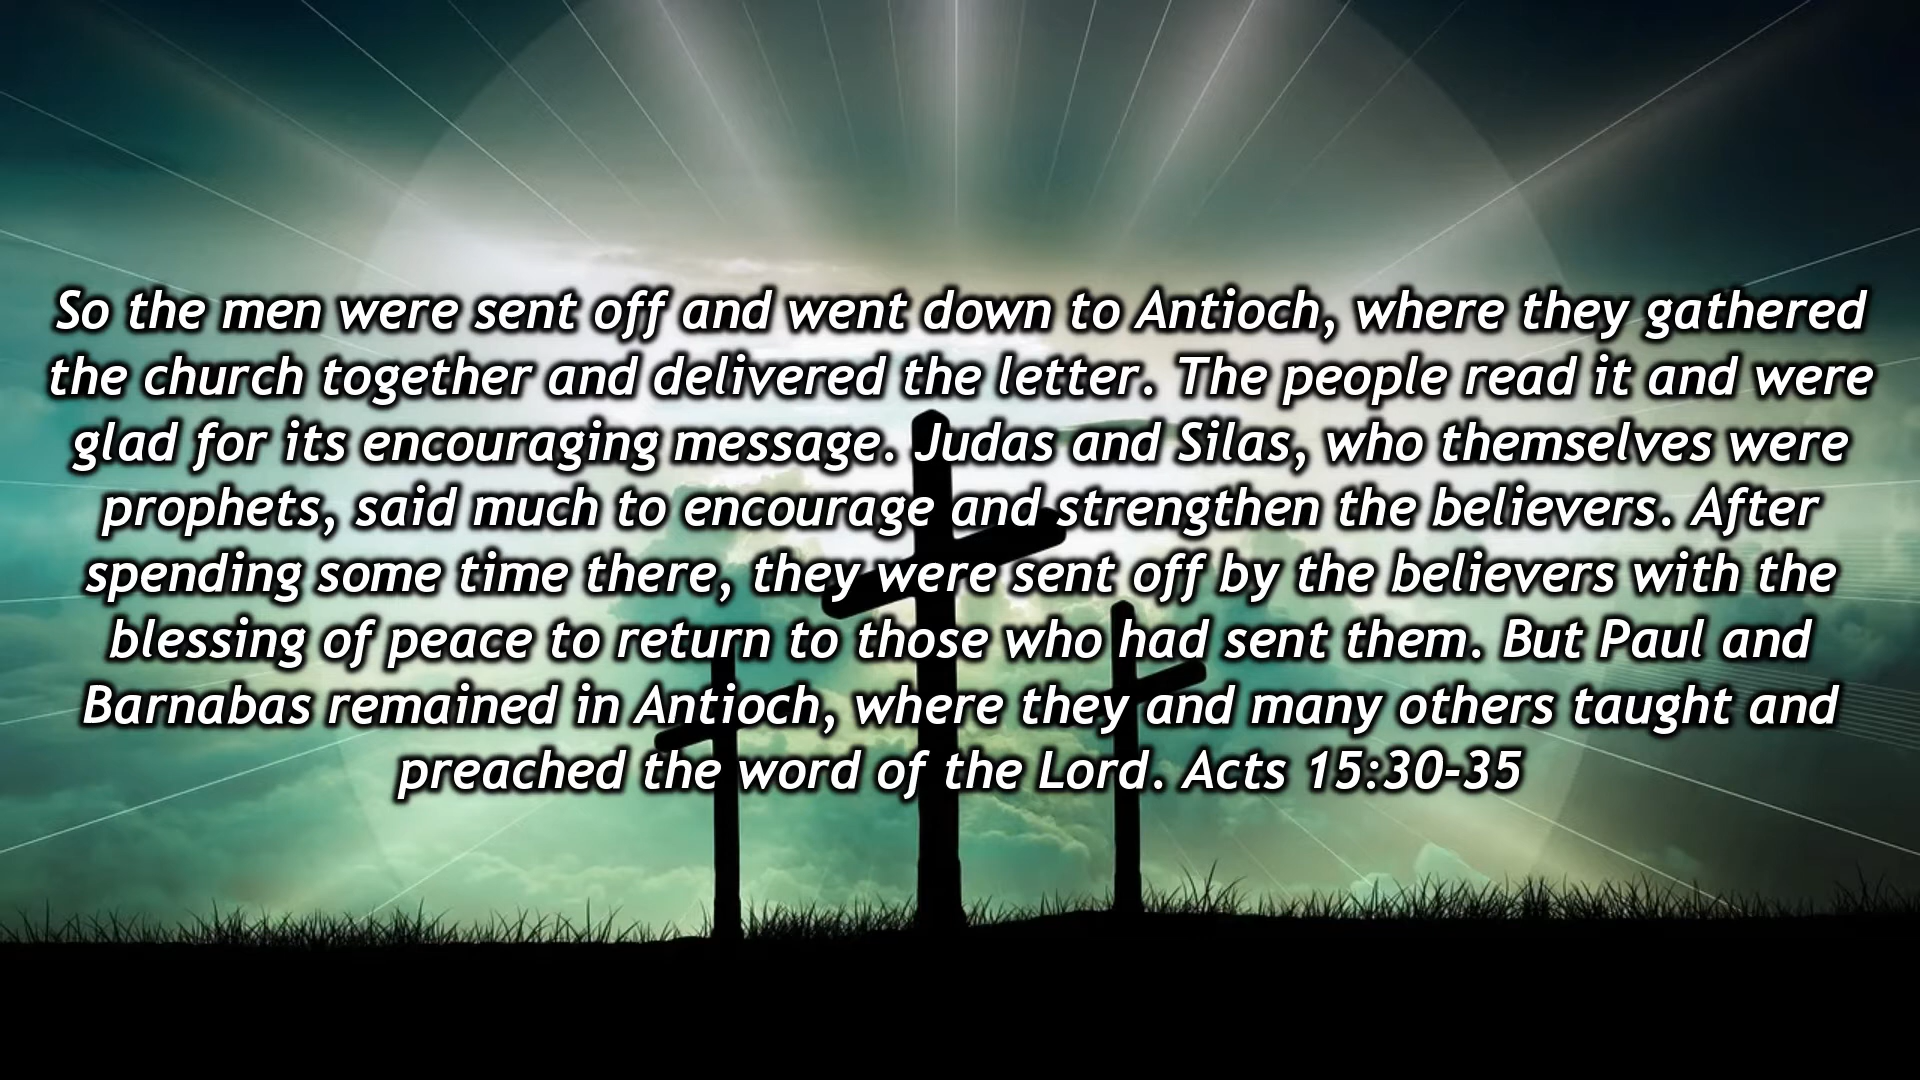 So the men were sent off and went down to Antioch, where they gathered
the church together and delivered the letter. The people read it and were
glad for its encouraging message. Judas and Silas, who themselves were
prophets, said much to encourage and strengthen the believers. After
spending some time there, they were sent off by the believers with the
blessing of peace to return to those who had sent them. But Paul and
Barnabas remained in Antioch, where they and many others taught and
preached the word of the Lord. Acts 15:30-35